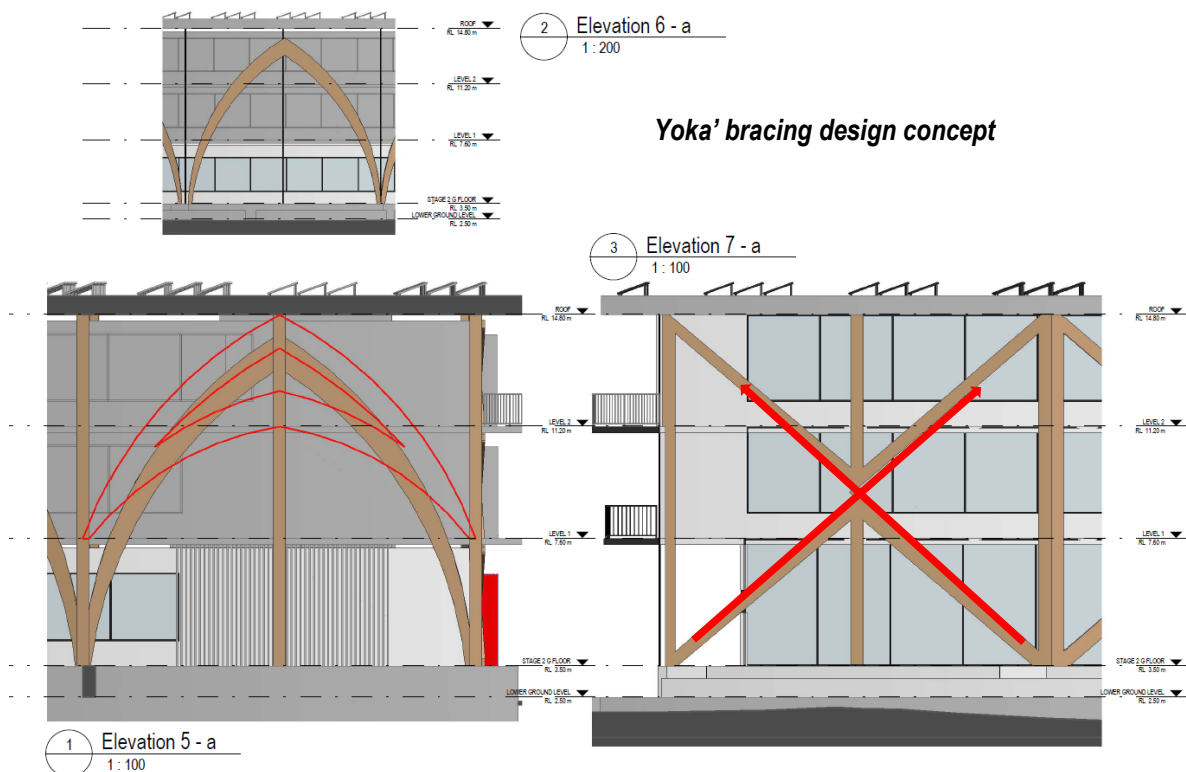 ROOF
RL 14.80 m
LEVEL 2
RL 11.20 m
LEVEL 1
RL 7.60 m
STAGE 2 G FLOOR
RL 3.50 m
LOWER GROUND LEVEL
RL 2.50 m
2
Elevation 6 - a
1 : 200
Yoka' bracing design concept
3
Elevation 7 - a
1 : 100
ROOF
RL 14.80 m
LEVEL 2
RL 11.20 m
LEVEL 1
RL 7.60 m
STAGE 2 G FLOOR
RL 3.50 m
LOWER GROUND LEVEL
RL 2.50 m
ROOF
RL 14.80 m
LEVEL 2
RL 11.20 m
LEVEL 1
RL 7.60 m
STAGE 2 G FLOOR
RL 3.50 m
LOWER GROUND LEVEL
RL 2.50 m
1
Elevation 5 - a
1 : 100